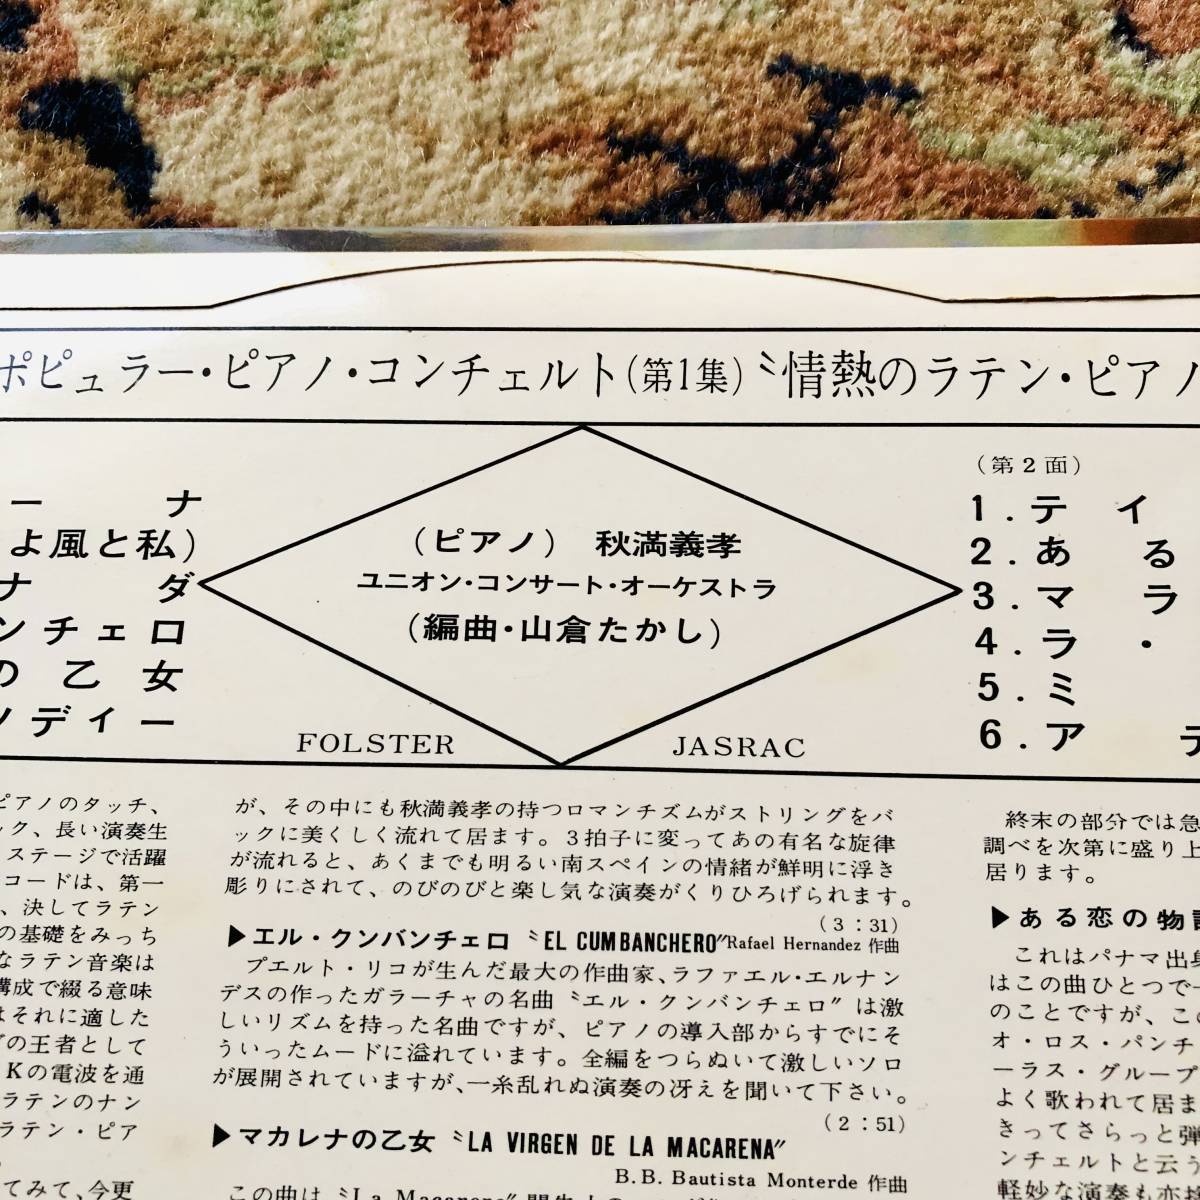 ポピュラー・ピアノ・コンチェルト(第1集)〝情熱のラテン・ピアノ
ーナ
よ風と私)
ナダ
ンチェロ
の乙女
ソディー
(ピアノ) 秋満義孝
ユニオン・コンサート・オーケストラ
(編曲・山倉たかし)
FOLSTER
JASRAC
(第2面)
1.テイ
2.ある
3.マラ
4.ラ・
5.ミ
6.アデ
ピアノのタッチ、
ック、長い演奏生
ステージで活躍
コードは、第一
、決してラテン
の基礎をみっち
なラテン音楽は
構成で綴る意味
はそれに適した
の王者として
Kの電波を通
ラテンのナン
ラテン・ピア
。
てみて、今更
が、その中にも秋満義孝の持つロマンチズムがストリングをバ
ックに美くしく流れて居ます。3拍子に変ってあの有名な旋律
が流れると、あくまでも明るい南スペインの情緒が鮮明に浮き
彫りにされて、のびのびと楽し気な演奏がくりひろげられます。
(3:31)
▶エル・クンバンチェロ 〝EL CUMBANCHERO〟Rafael Hernandez 作曲
プエルト・リコが生んだ最大の作曲家、ラファエル・エルナン
デスの作ったガラーチャの名曲〝エル・クンバンチェロ〟は激
しいリズムを持った名曲ですが、ピアノの導入部からすでにそ
ういったムードに溢れています。全編をつらぬいて激しいソロ
が展開されていますが、一糸乱れぬ演奏の冴えを聞いて下さい。
(2:51)
▶マカレナの乙女 〝LA VIRGEN DE LA MACARENA〟
B.B. Bautista Monterde 作曲
この曲は〝La Macarena〟
終末の部分では急
調べを次第に盛り上
居ります。
▶ある恋の物語
これはパナマ出身
はこの曲ひとつで
のことですが、この
オ・ロス・パンチ
ーラス・グループ
よく歌われて居ま
きってさらっと弾
ンチェルトと云う
軽妙な演奏も亦